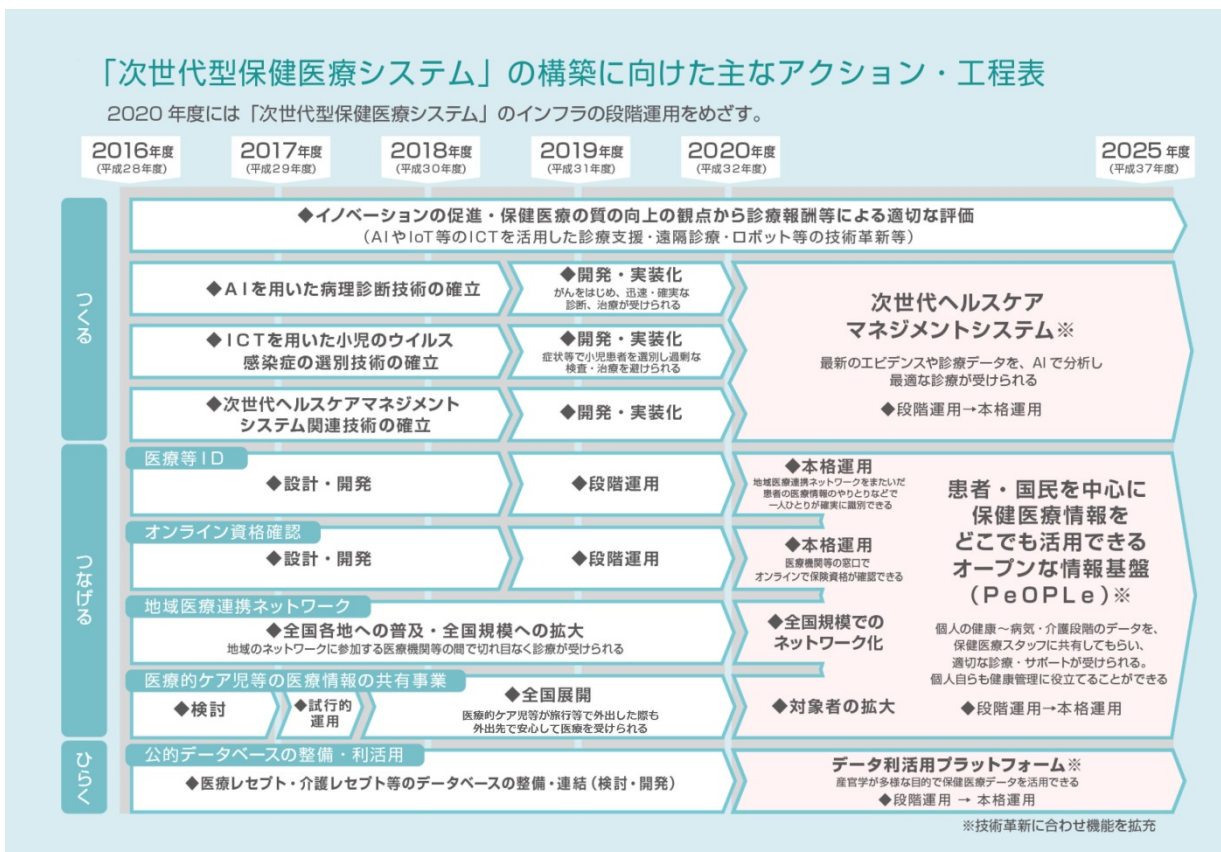 「次世代型保健医療システム」の構築に向けた主なアクション・工程表
2020年度には「次世代型保健医療システム」のインフラの段階運用をめざす。
2016年度
(平成28年度)
2017年度
(平成29年度)
2018年度
(平成30年度)
2019年度
(平成31年度)
2020年度
(平成32年度)
2025年度
(平成37年度)
つくる
◆イノベーションの促進・保健医療の質の向上の観点から診療報酬等による適切な評価
(AIやIoT等のICTを活用した診療支援・遠隔診療・ロボット等の技術革新等)
◆AIを用いた病理診断技術の確立
◆開発・実装化
がんをはじめ、迅速・確実な
診断、治療が受けられる
◆ICTを用いた小児のウイルス
感染症の選別技術の確立
◆開発・実装化
症状等で小児患者を選別し過剰な
検査・治療を避けられる
◆次世代ヘルスケアマネジメント
システム関連技術の確立
◆開発・実装化
次世代ヘルスケア
マネジメントシステム※
最新のエビデンスや診療データを、AIで分析し
最適な診療が受けられる
◆段階運用→本格運用
つなげる
医療等ID
◆設計・開発
◆段階運用
◆本格運用
地域医療連携ネットワークをまたいだ
患者の医療情報のやりとりなどで
一人ひとりが確実に識別できる
オンライン資格確認
◆設計・開発
◆段階運用
◆本格運用
医療機関等の窓口で
オンラインで保険資格が確認できる
地域医療連携ネットワーク
◆全国各地への普及・全国規模への拡大
地域のネットワークに参加する医療機関等の間で切れ目なく診療が受けられる
◆全国規模での
ネットワーク化
医療的ケア児等の医療情報の共有事業
◆検討
◆試行的
運用
◆全国展開
医療的ケア児等が旅行等で外出した際も
外出先で安心して医療を受けられる
◆対象者の拡大
患者・国民を中心に
保健医療情報を
どこでも活用できる
オープンな情報基盤
(PeOPLe)※
個人の健康〜病気・介護段階のデータを、
保健医療スタッフに共有してもらい、
適切な診療・サポートが受けられる。
個人自らも健康管理に役立てることができる
◆段階運用→本格運用
ひらく
公的データベースの整備・利活用
◆医療レセプト・介護レセプト等のデータベースの整備・連結(検討・開発)
データ利活用プラットフォーム※
産官学が多様な目的で保健医療データを活用できる
◆段階運用 → 本格運用
※技術革新に合わせ機能を拡充